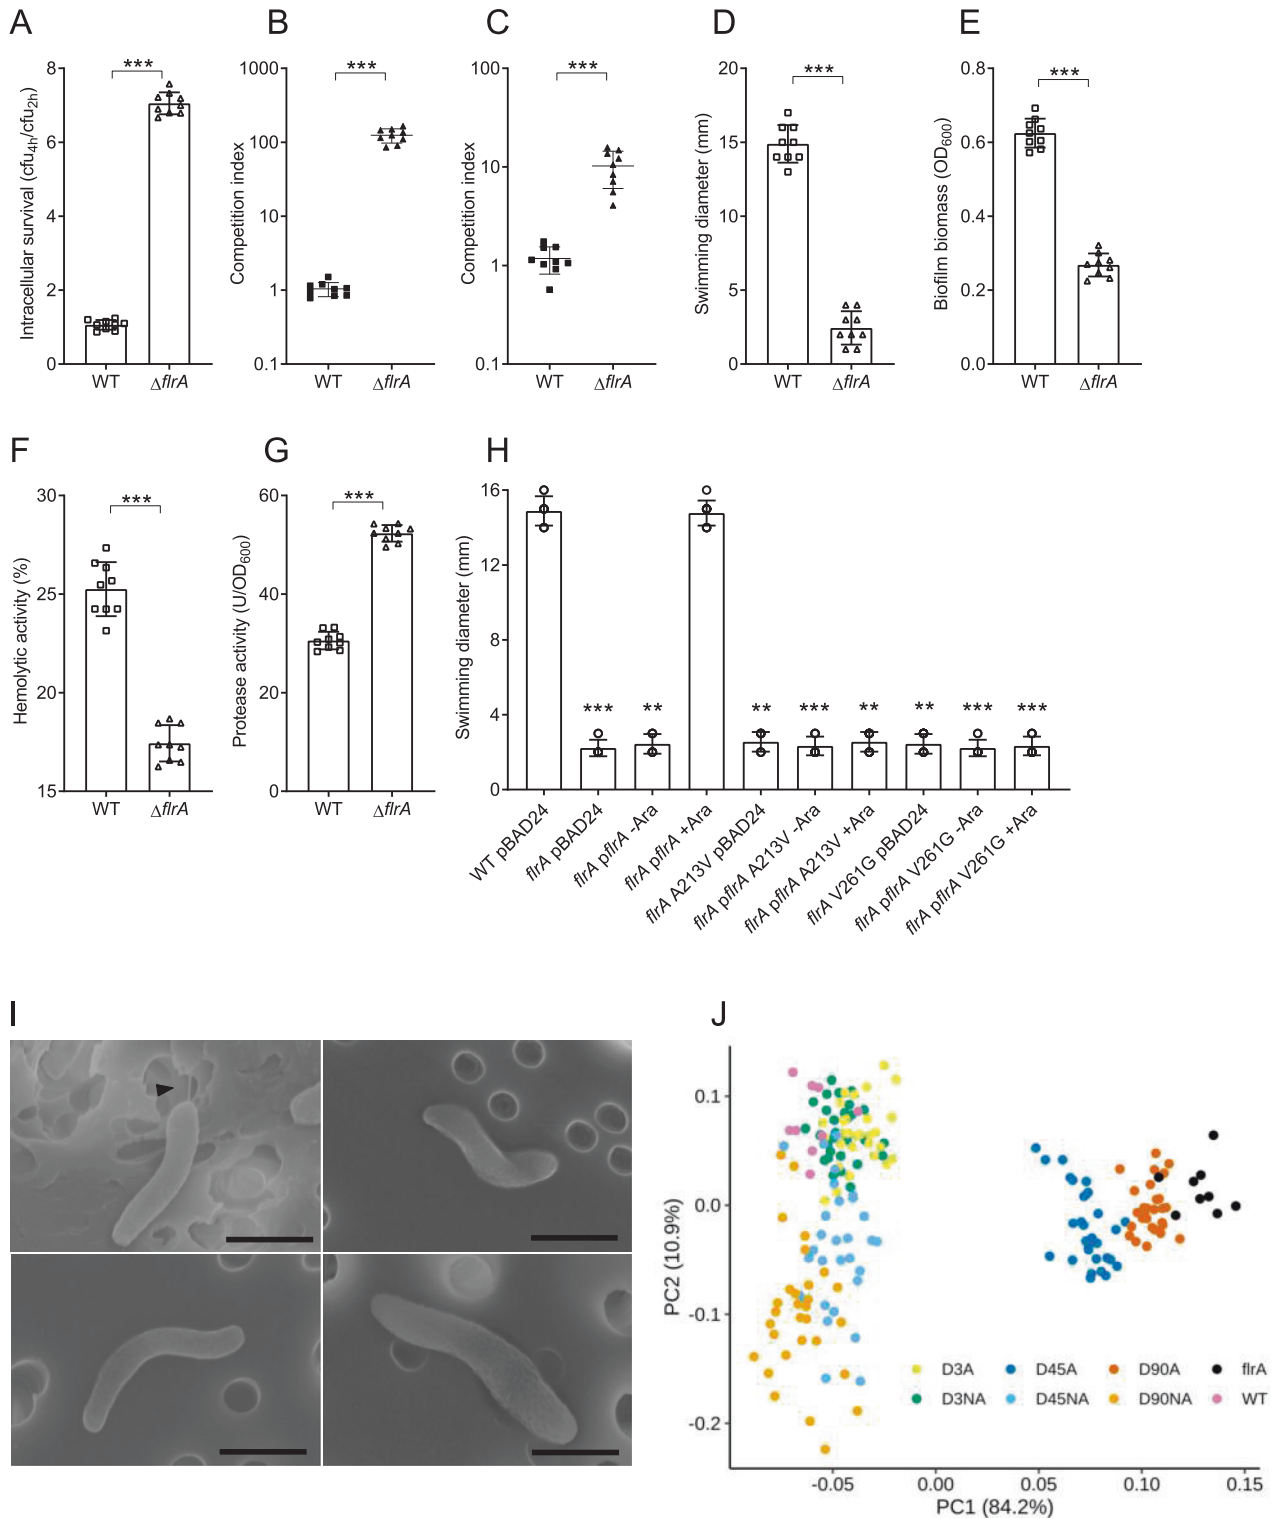 A
B
C
D
E
***
***
***
***
***
8
6
4
2
0
Intracellular survival (cfu4h/cfu2h)
WT
ΔflrA
1000
100
10
1
0.1
Competition index
WT
ΔflrA
100
10
1
0.1
Competition index
WT
ΔflrA
20
15
10
5
0
Swimming diameter (mm)
WT
ΔflrA
0.8
0.6
0.4
0.2
0.0
Biofilm biomass (OD600)
WT
ΔflrA
F
G
H
***
***
30
25
20
15
Hemolytic activity (%)
WT
ΔflrA
60
40
20
0
Protease activity (U/OD600)
WT
ΔflrA
16
12
8
4
0
Swimming diameter (mm)
*** ** ** *** ** ** *** ***
WT pBAD24
flrA pBAD24
flrA pflrA -Ara
flrA pflrA +Ara
flrA A213V pBAD24
flrA pflrA A213V -Ara
flrA pflrA A213V +Ara
flrA V261G pBAD24
flrA pflrA V261G -Ara
flrA pflrA V261G +Ara
I
J
0.1
0.0
-0.1
-0.2
PC2 (10.9%)
D3A D45A D90A flrA
D3NA D45NA D90NA WT
-0.05 0.00 0.05 0.10 0.15
PC1 (84.2%)